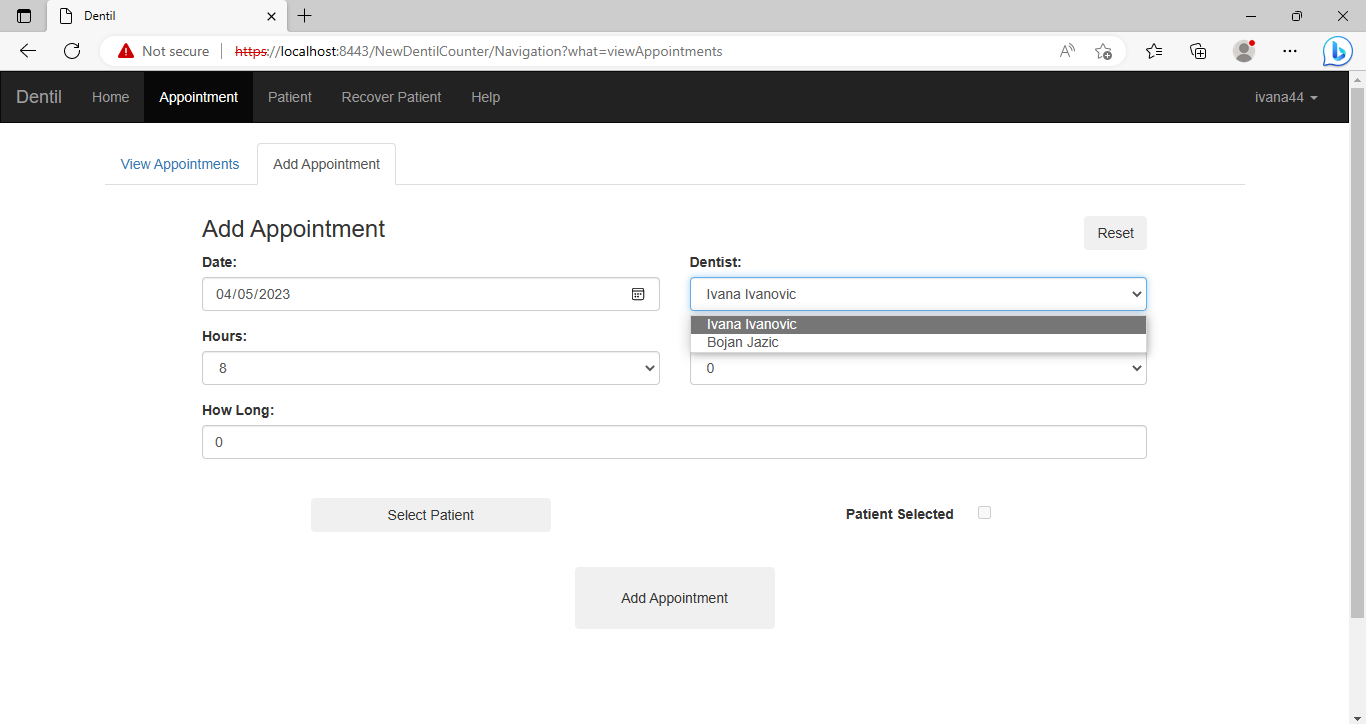 Dentil
Not secure https://localhost:8443/NewDentilCounter/Navigation?what=viewAppointments
Dentil Home Appointment Patient Recover Patient Help ivana44
View Appointments Add Appointment
Add Appointment Reset
Date: Dentist:
04/05/2023 Ivana Ivanovic
Ivana Ivanovic
Hours:
Bojan Jazic
8 0
How Long:
0
Select Patient Patient Selected
Add Appointment